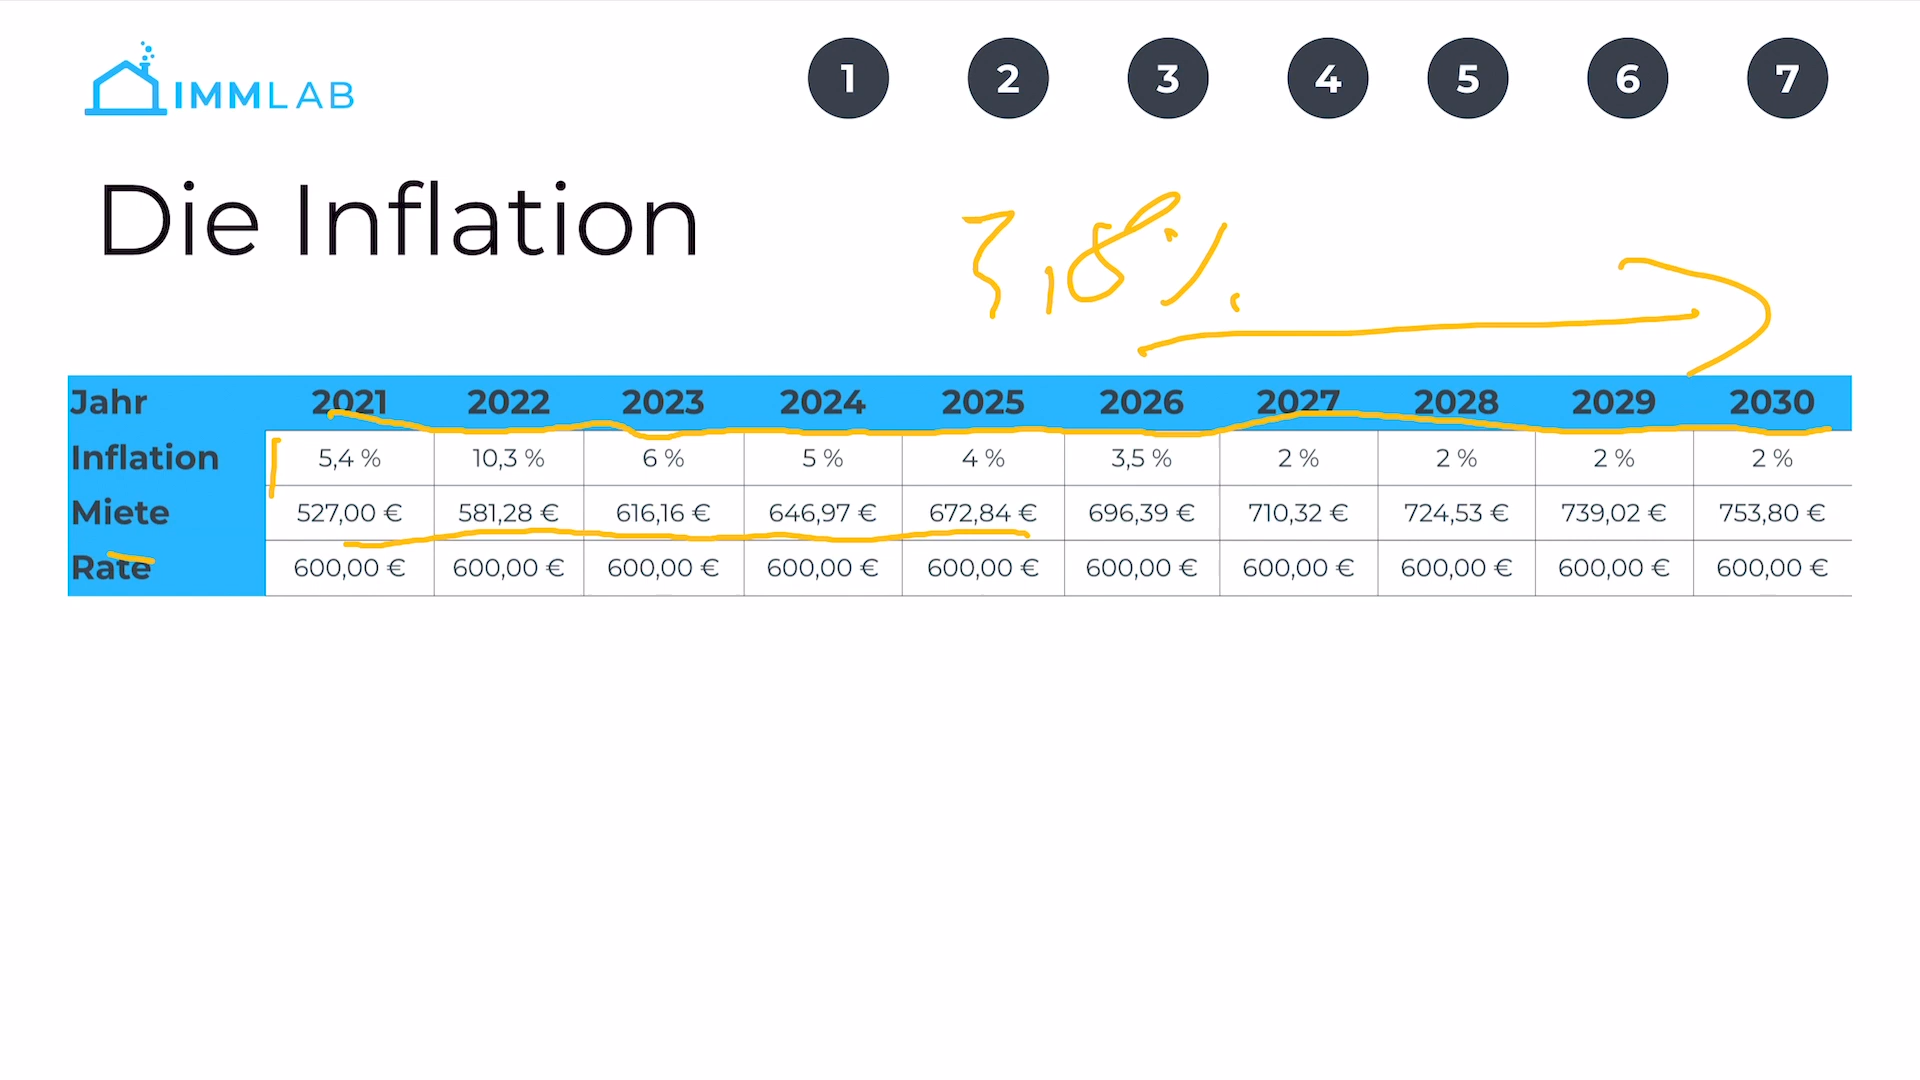 IMMLAB
1 2 3 4 5 6 7
Die Inflation
3,8%
Jahr 2021 2022 2023 2024 2025 2026 2027 2028 2029 2030
Inflation 5,4 % 10,3 % 6 % 5 % 4 % 3,5 % 2 % 2 % 2 % 2 %
Miete 527,00 € 581,28 € 616,16 € 646,97 € 672,84 € 696,39 € 710,32 € 724,53 € 739,02 € 753,80 €
Rate 600,00 € 600,00 € 600,00 € 600,00 € 600,00 € 600,00 € 600,00 € 600,00 € 600,00 € 600,00 €